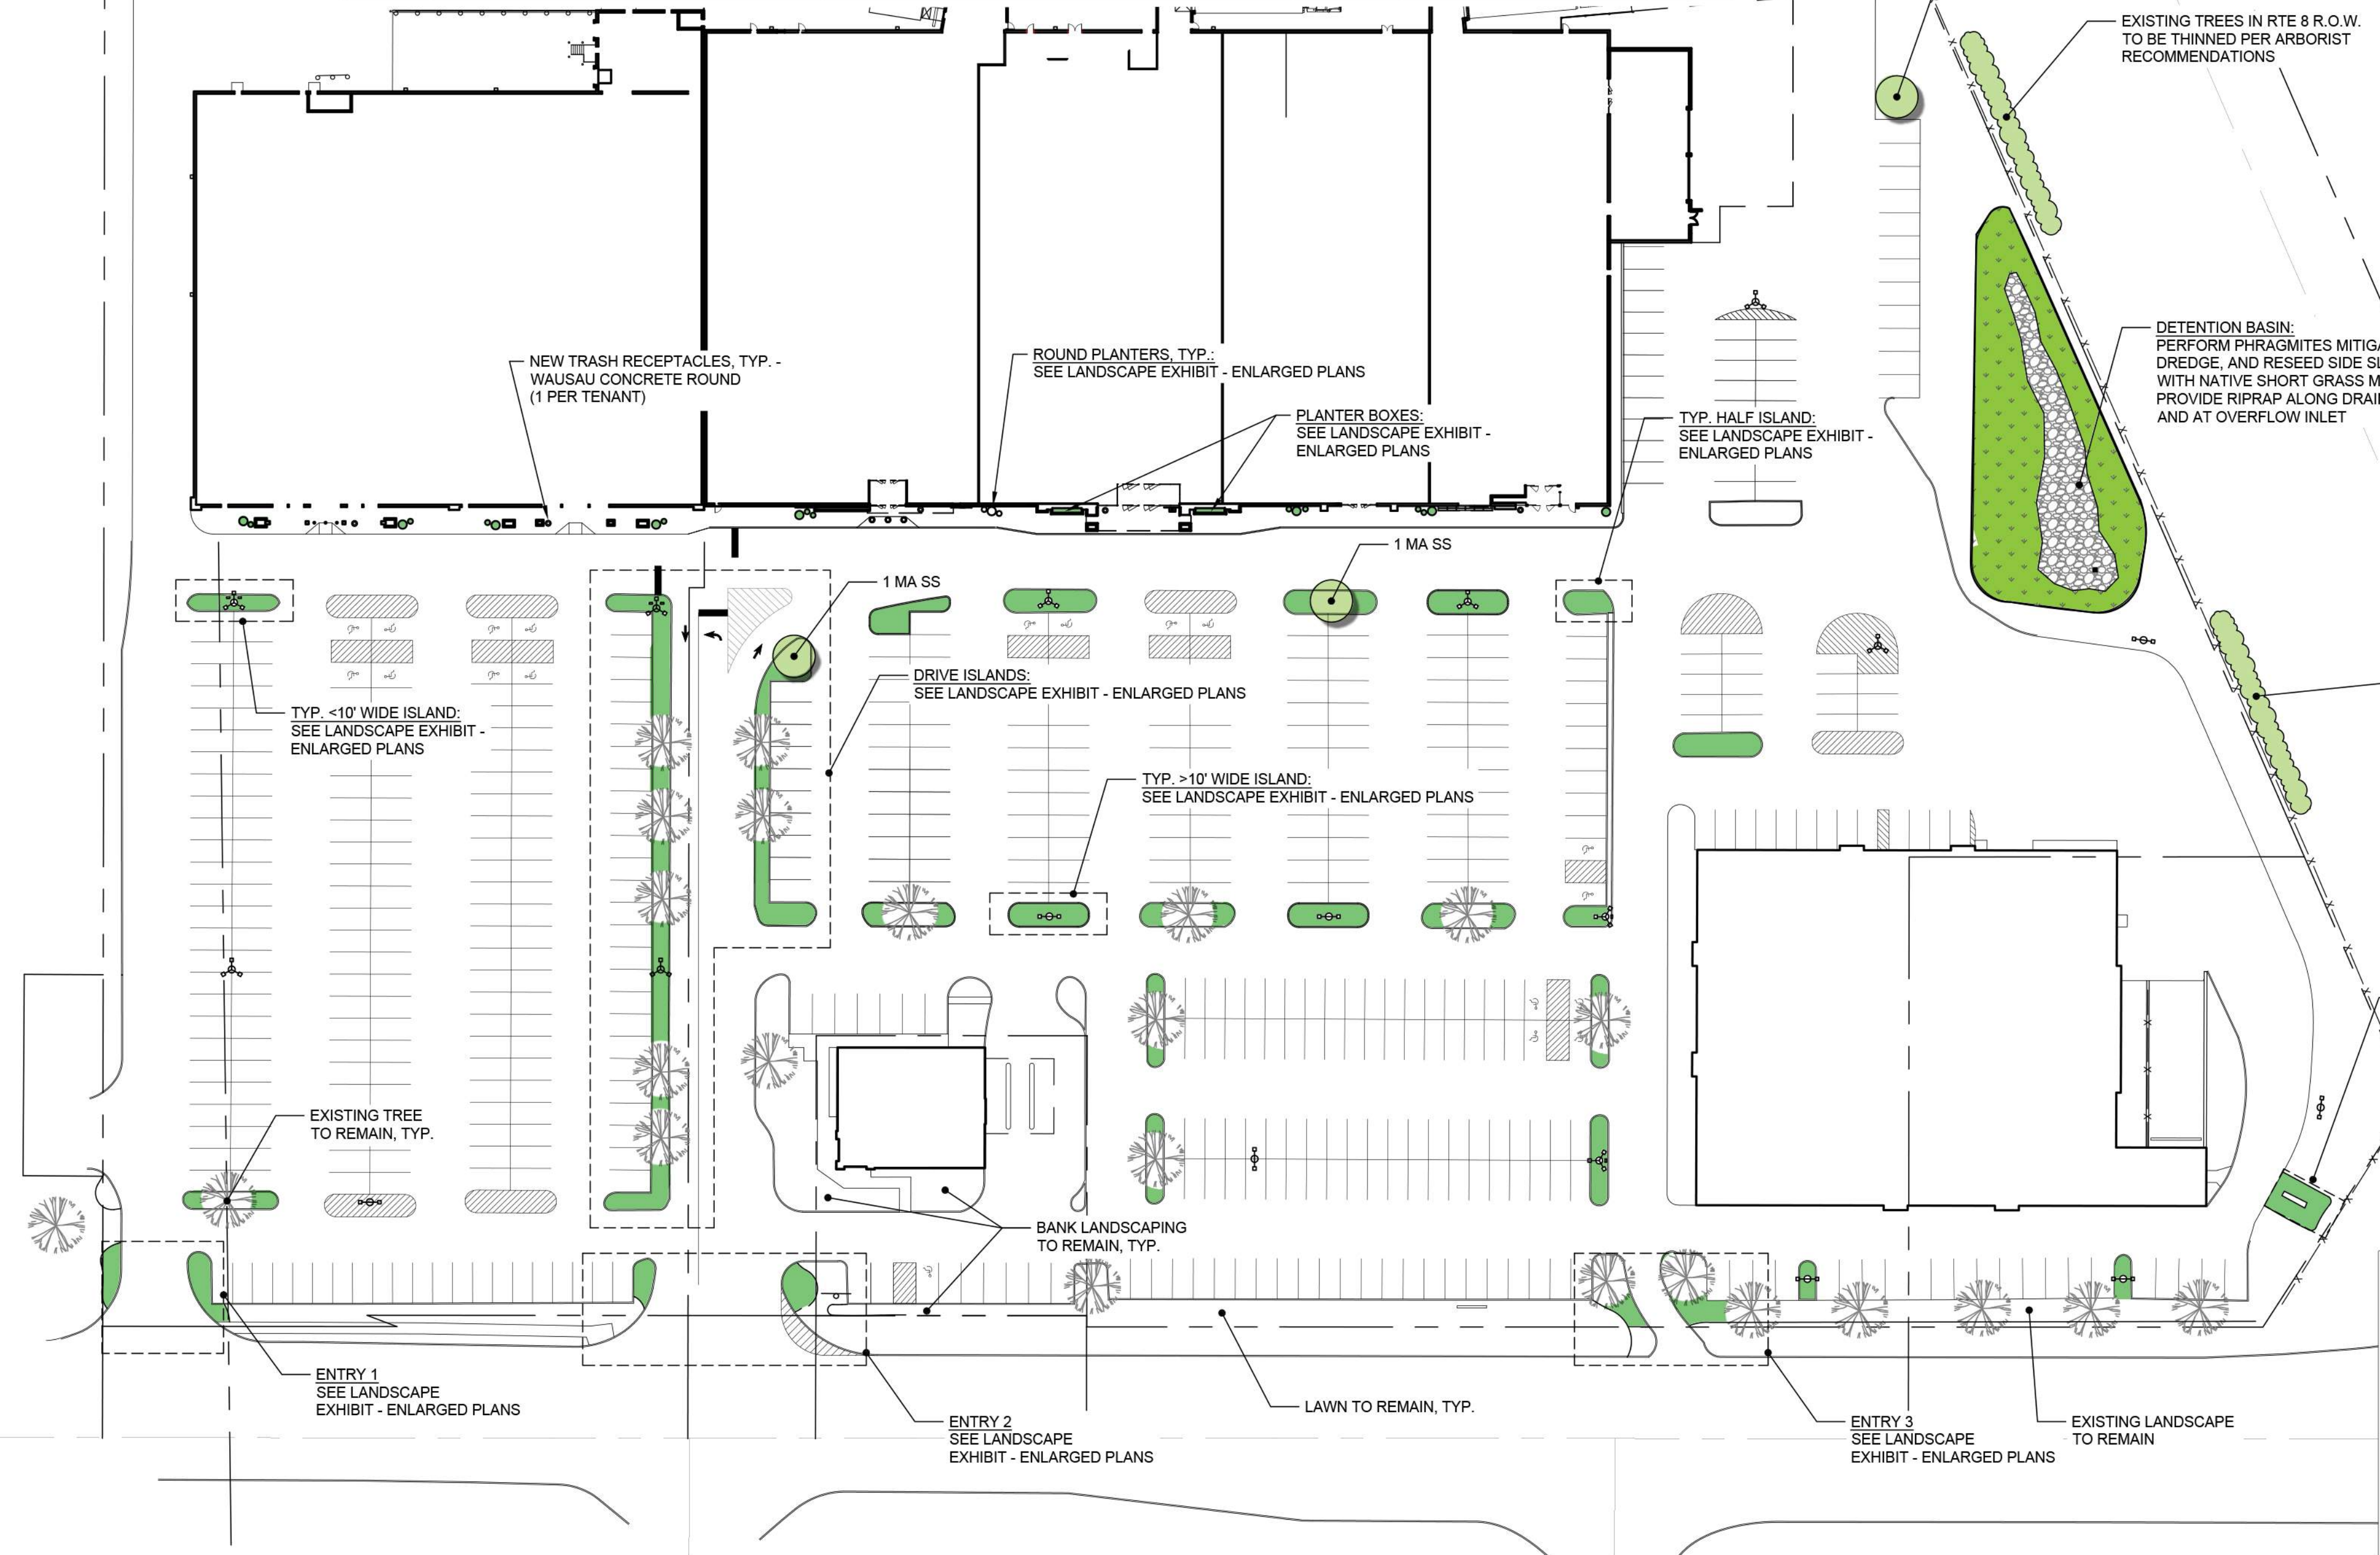 EXISTING TREES IN RTE 8 R.O.W.
TO BE THINNED PER ARBORIST
RECOMMENDATIONS
DETENTION BASIN:
PERFORM PHRAGMITES MITIGA
DREDGE, AND RESEED SIDE SL
WITH NATIVE SHORT GRASS M
PROVIDE RIPRAP ALONG DRAI
AND AT OVERFLOW INLET
NEW TRASH RECEPTACLES, TYP. -
WAUSAU CONCRETE ROUND
(1 PER TENANT)
ROUND PLANTERS, TYP.:
SEE LANDSCAPE EXHIBIT - ENLARGED PLANS
PLANTER BOXES:
SEE LANDSCAPE EXHIBIT -
ENLARGED PLANS
TYP. HALF ISLAND:
SEE LANDSCAPE EXHIBIT -
ENLARGED PLANS
1 MA SS
1 MA SS
DRIVE ISLANDS:
SEE LANDSCAPE EXHIBIT - ENLARGED PLANS
TYP. <10' WIDE ISLAND:
SEE LANDSCAPE EXHIBIT -
ENLARGED PLANS
TYP. >10' WIDE ISLAND:
SEE LANDSCAPE EXHIBIT - ENLARGED PLANS
EXISTING TREE
TO REMAIN, TYP.
BANK LANDSCAPING
TO REMAIN, TYP.
ENTRY 1
SEE LANDSCAPE
EXHIBIT - ENLARGED PLANS
ENTRY 2
SEE LANDSCAPE
EXHIBIT - ENLARGED PLANS
LAWN TO REMAIN, TYP.
ENTRY 3
SEE LANDSCAPE
EXHIBIT - ENLARGED PLANS
EXISTING LANDSCAPE
TO REMAIN